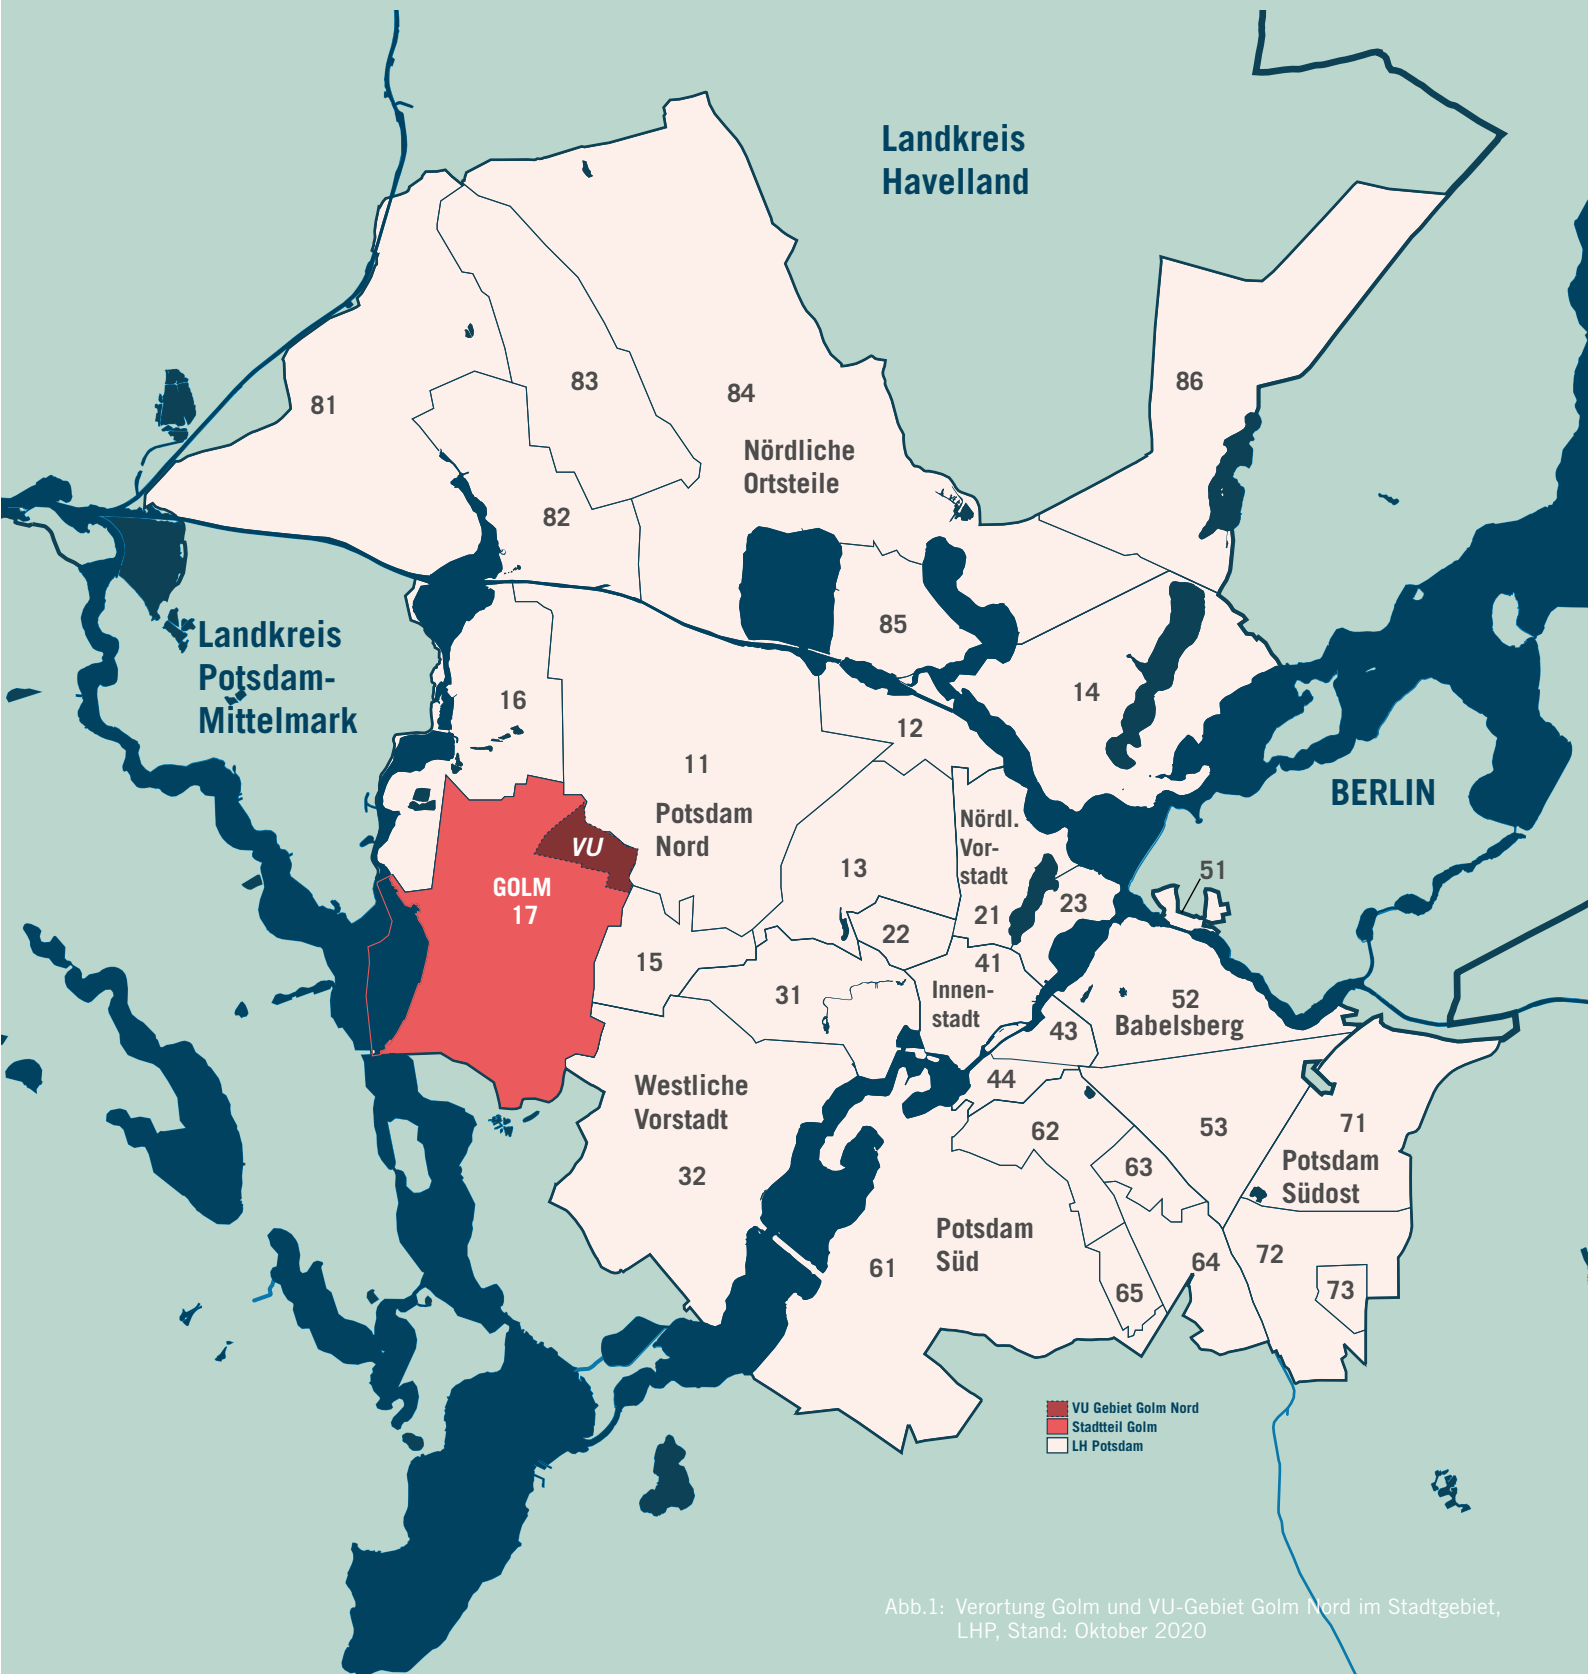 Landkreis
Havelland
86
83
84
81
Nördliche
Ortsteile
82
85
Landkreis
Potsdam-
Mittelmark
16
14
12
11
BERLIN
Potsdam
Nord
Nördl.
Vor-
stadt
VU
13
51
GOLM
17
21
23
22
15
41
31
Innen-
stadt
52
Babelsberg
43
44
Westliche
Vorstadt
62
53
71
63
Potsdam
Südost
32
Potsdam
Süd
61
64
72
65
73
VU Gebiet Golm Nord
Stadtteil Golm
LH Potsdam
Abb.1: Verortung Golm und VU-Gebiet Golm Nord im Stadtgebiet,
LHP, Stand: Oktober 2020